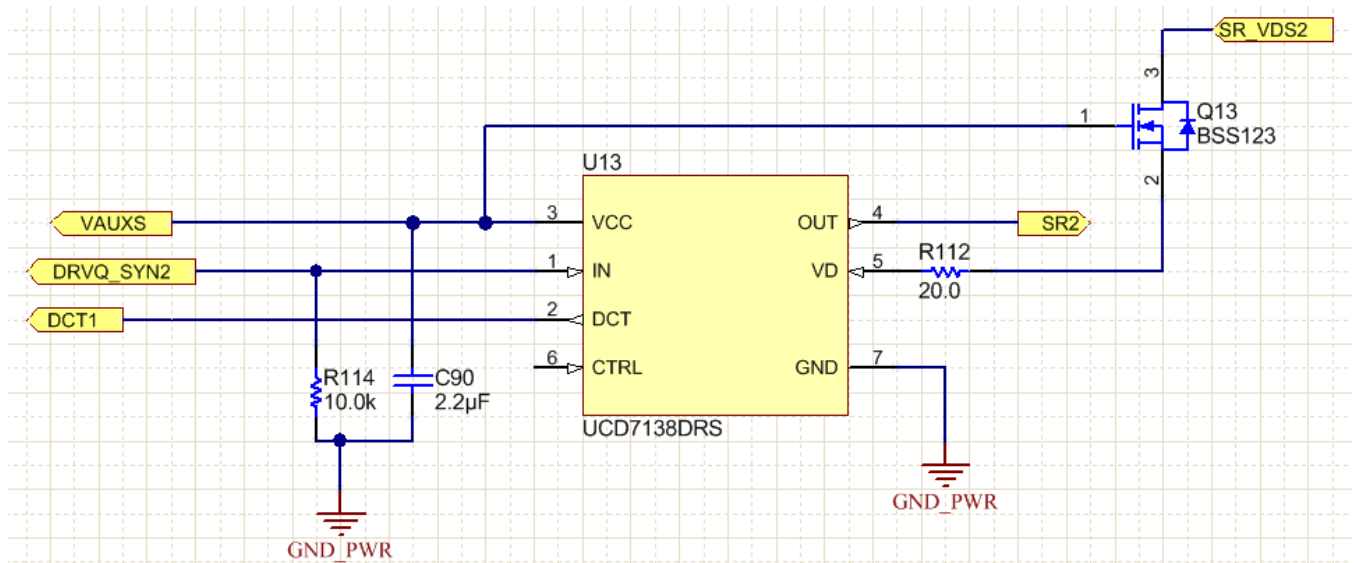 SR_VDS2
3
1
Q13
BSS123
2
U13
VAUXS
3
VCC
OUT
4
SR2
DRVQ_SYN2
1
IN
VD
5
R112
20.0
DCT1
2
DCT
6
CTRL
GND
7
R114
10.0k
C90
2.2µF
UCD7138DRS
GND_PWR
GND_PWR